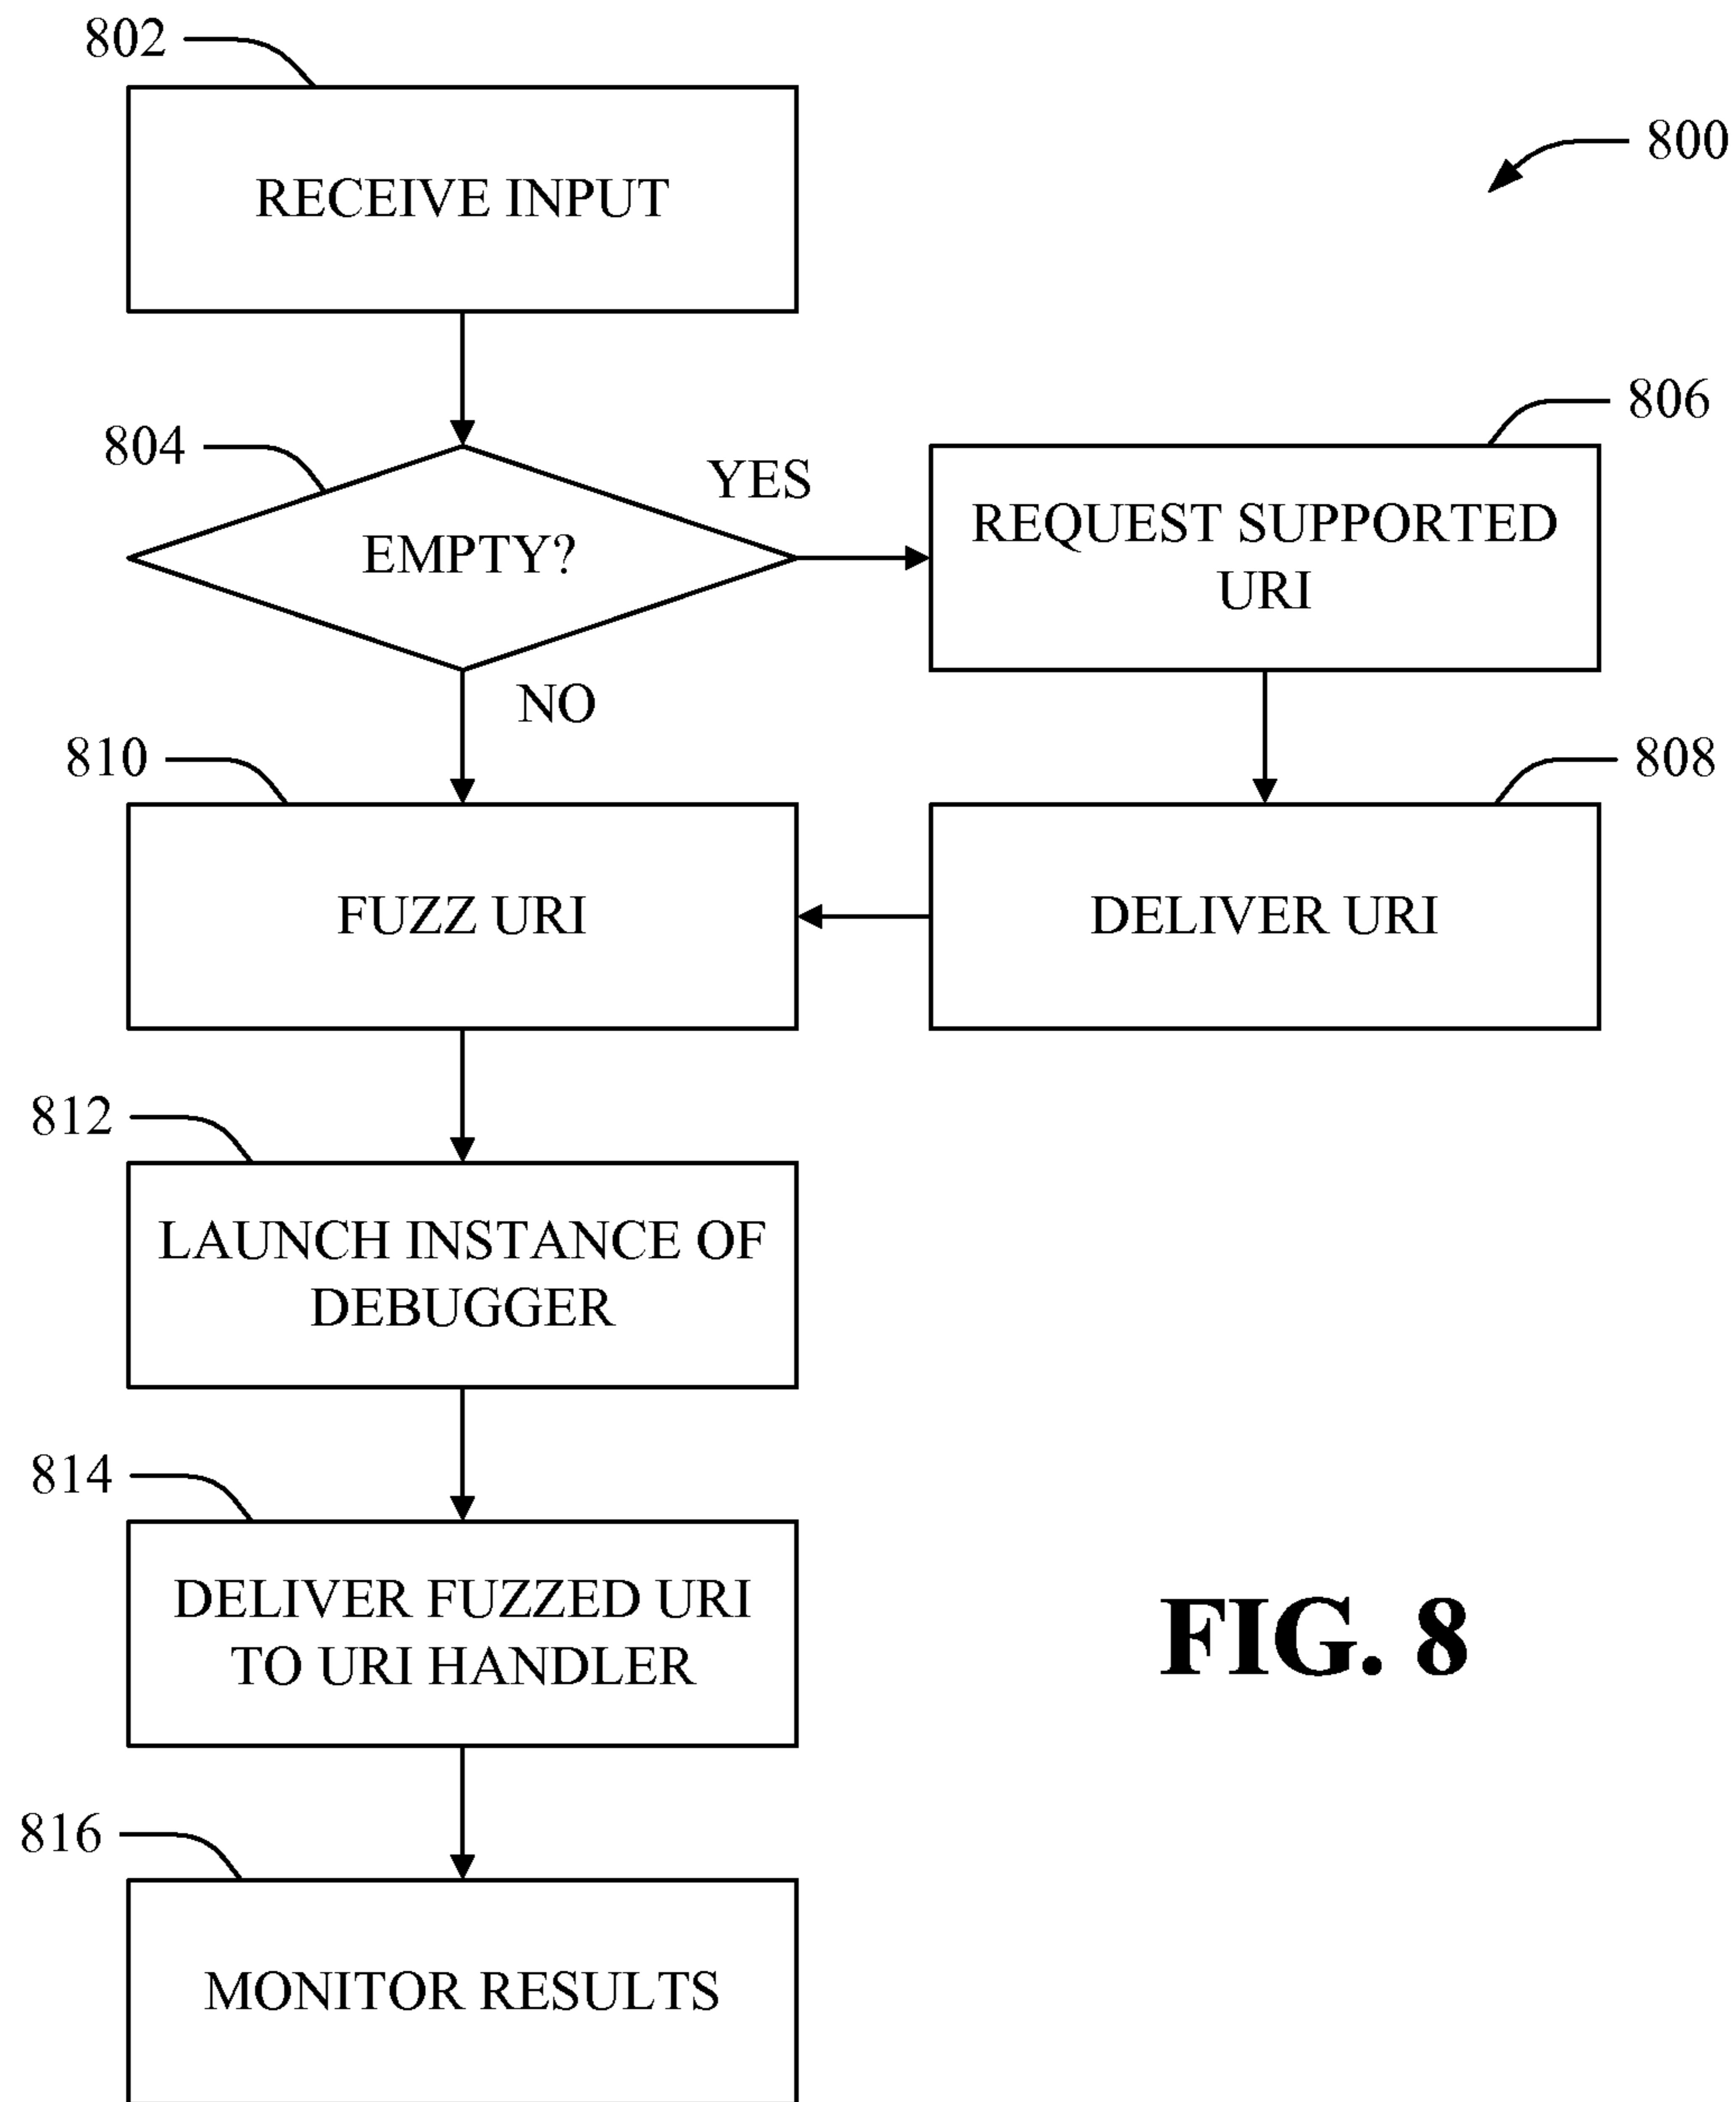 802
RECEIVE INPUT
800
804
EMPTY?
YES
NO
806
REQUEST SUPPORTED
URI
810
FUZZ URI
808
DELIVER URI
812
LAUNCH INSTANCE OF
DEBUGGER
814
DELIVER FUZZED URI
TO URI HANDLER
816
MONITOR RESULTS
FIG. 8